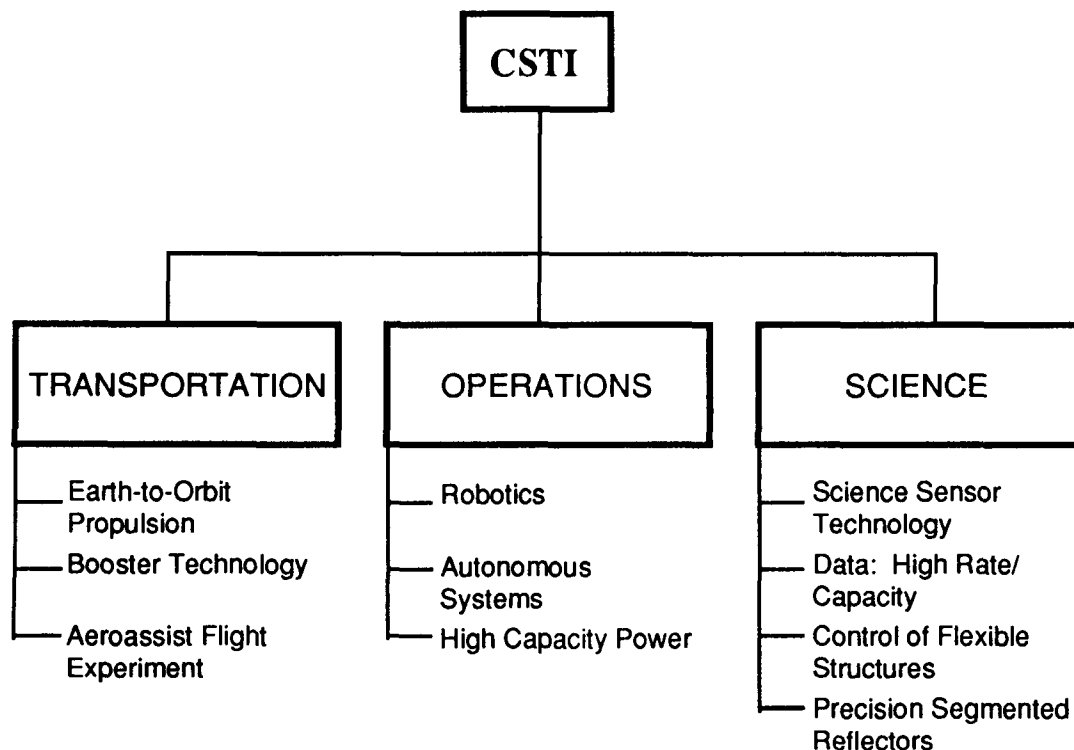 CSTI
TRANSPORTATION
Earth-to-Orbit
Propulsion
Booster Technology
Aeroassist Flight
Experiment
OPERATIONS
Robotics
Autonomous
Systems
High Capacity Power
SCIENCE
Science Sensor
Technology
Data: High Rate/
Capacity
Control of Flexible
Structures
Precision Segmented
Reflectors